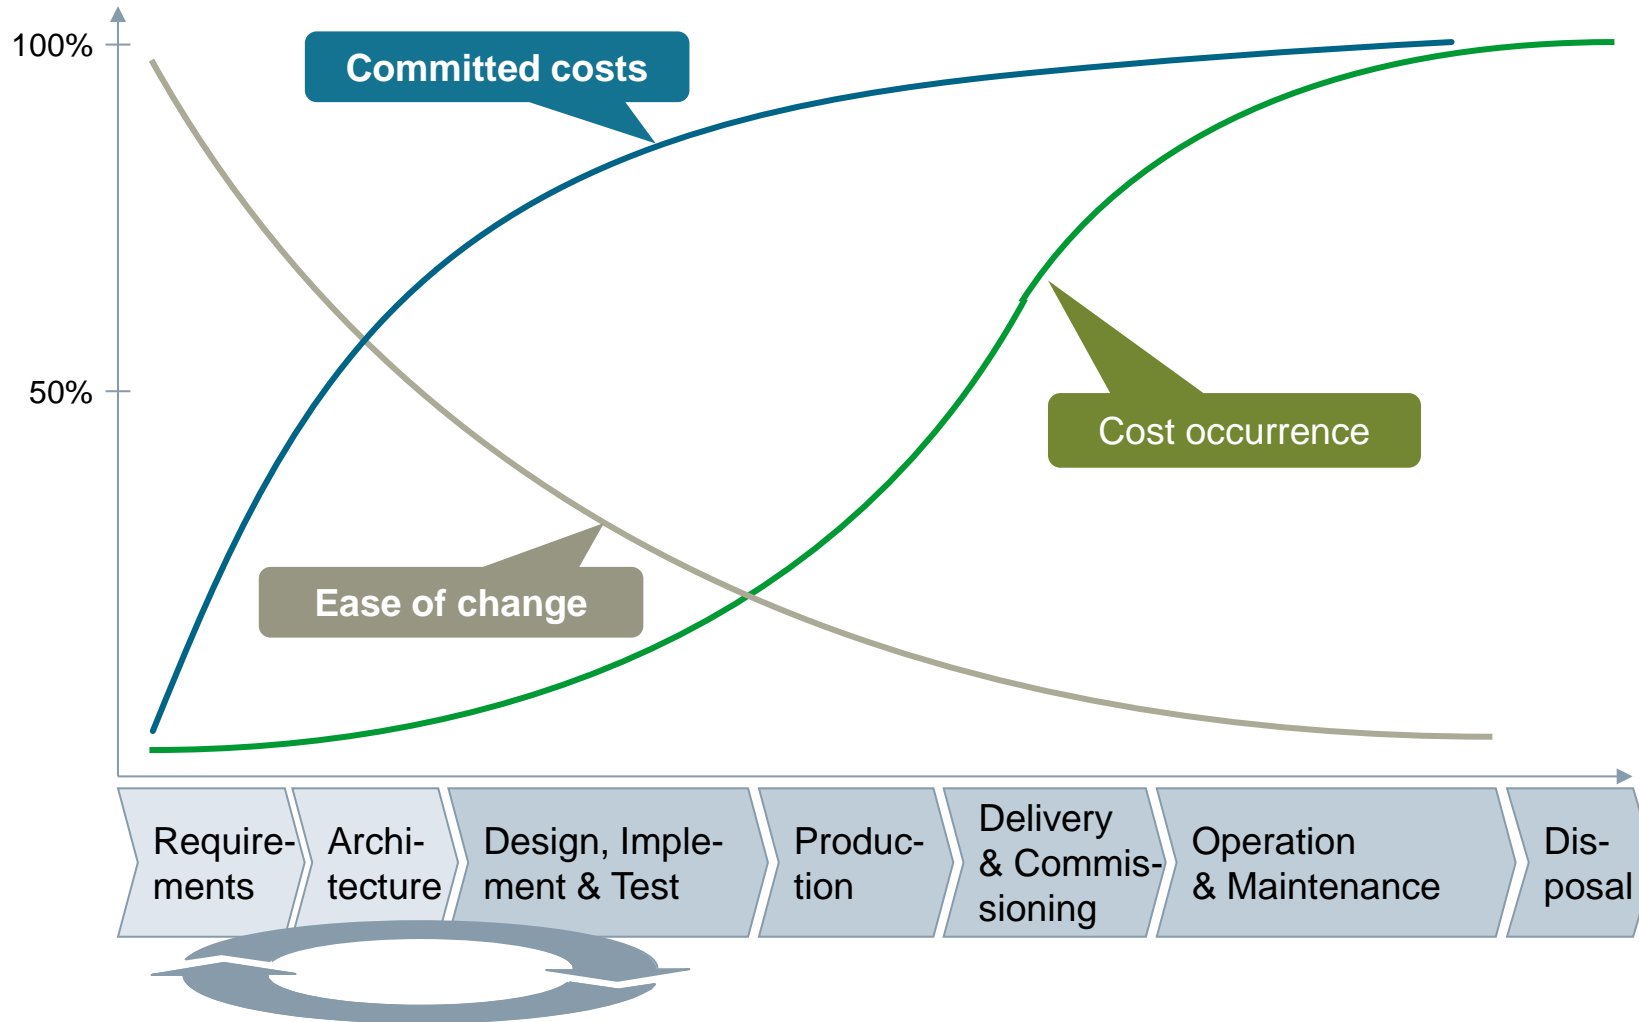 100%
Committed costs
50%
Cost occurrence
Ease of change
Require-
ments
Archi-
tecture
Design, Imple-
ment & Test
Produc-
tion
Delivery
& Commis-
sioning
Operation
& Maintenance
Dis-
posal